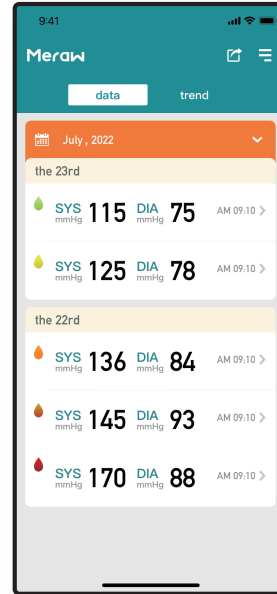 9:41
Meraw
data trend
July, 2022
the 23rd
SYS mmHg 115 DIA mmHg 75 AM 09:10
SYS mmHg 125 DIA mmHg 78 AM 09:10
the 22rd
SYS mmHg 136 DIA mmHg 84 AM 09:10
SYS mmHg 145 DIA mmHg 93 AM 09:10
SYS mmHg 170 DIA mmHg 88 AM 09:10